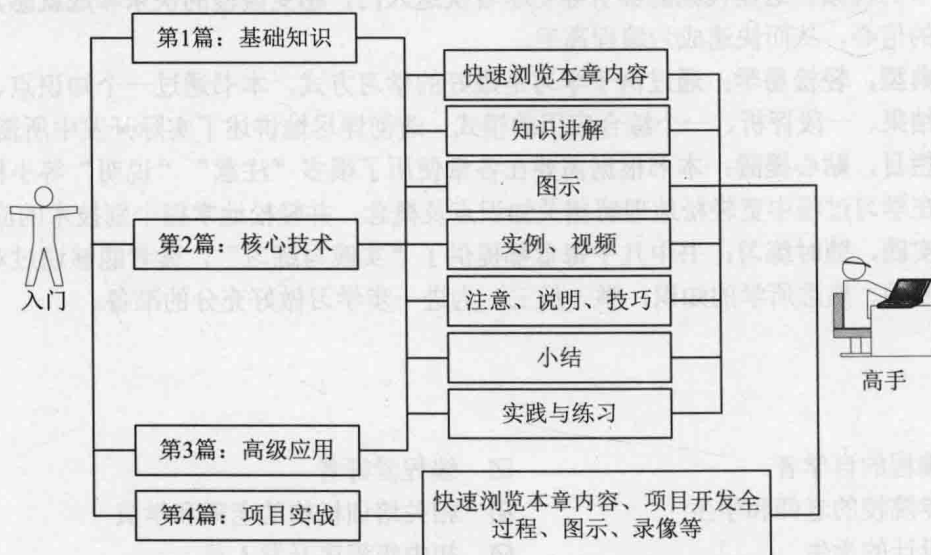 第1篇：基础知识
快速浏览本章内容
知识讲解
图示
第2篇：核心技术
实例、视频
入门
注意、说明、技巧
小结
高手
实践与练习
第3篇：高级应用
第4篇：项目实战
快速浏览本章内容、项目开发全
过程、图示、录像等